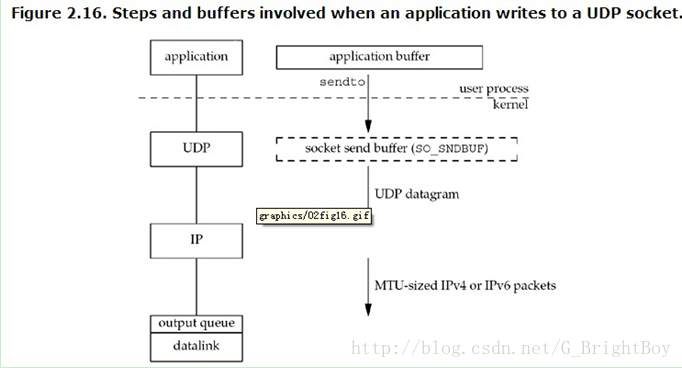 Figure 2.16. Steps and buffers involved when an application writes to a UDP socket.
application
application buffer
sendto
user process
kernel
UDP
socket send buffer (SO_SNDBUF)
UDP datagram
graphics/02fig16.gif
IP
MTU-sized IPv4 or IPv6 packets
output queue
datalink
http://blog.csdn.net/G_BrightBoy